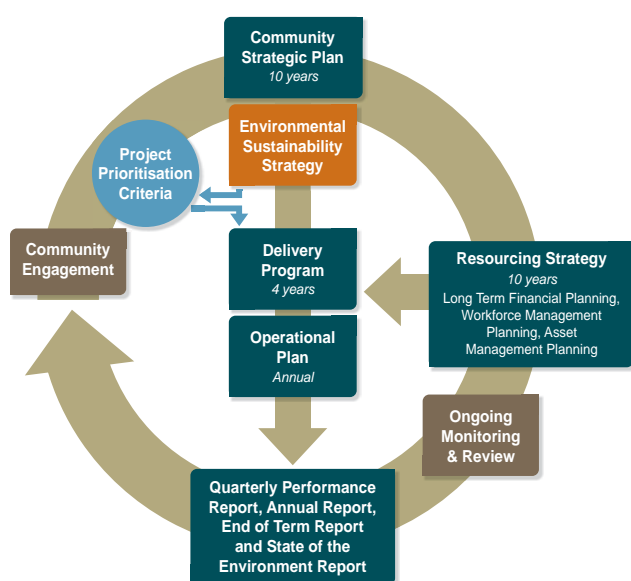 Community
Strategic Plan
10 years
Environmental
Sustainability
Strategy
Project
Prioritisation
Criteria
Community
Engagement
Delivery
Program
4 years
Resourcing Strategy
10 years
Long Term Financial Planning,
Workforce Management
Planning, Asset
Management Planning
Operational
Plan
Annual
Ongoing
Monitoring
& Review
Quarterly Performance
Report, Annual Report,
End of Term Report
and State of the
Environment Report